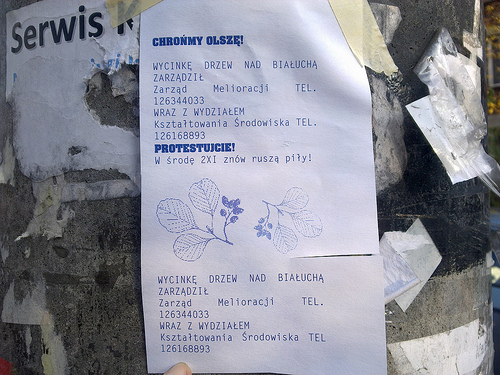 Serwis
CHROŃMY OLSZĘ!
WYCINKĘ DRZEW NAD BIAŁUCHĄ
ZARZĄDZIŁ
Zarząd Melioracji TEL.
126344033
WRAZ Z WYDZIAŁEM
Kształtowania Środowiska TEL.
126168893
PROTESTUJCIE!
W środę 2XI znów ruszą piły!
WYCINKĘ DRZEW NAD BIAŁUCHĄ
ZARZĄDZIŁ
Zarząd Melioracji TEL.
126344033
WRAZ Z WYDZIAŁEM
Kształtowania Środowiska TEL
126168893